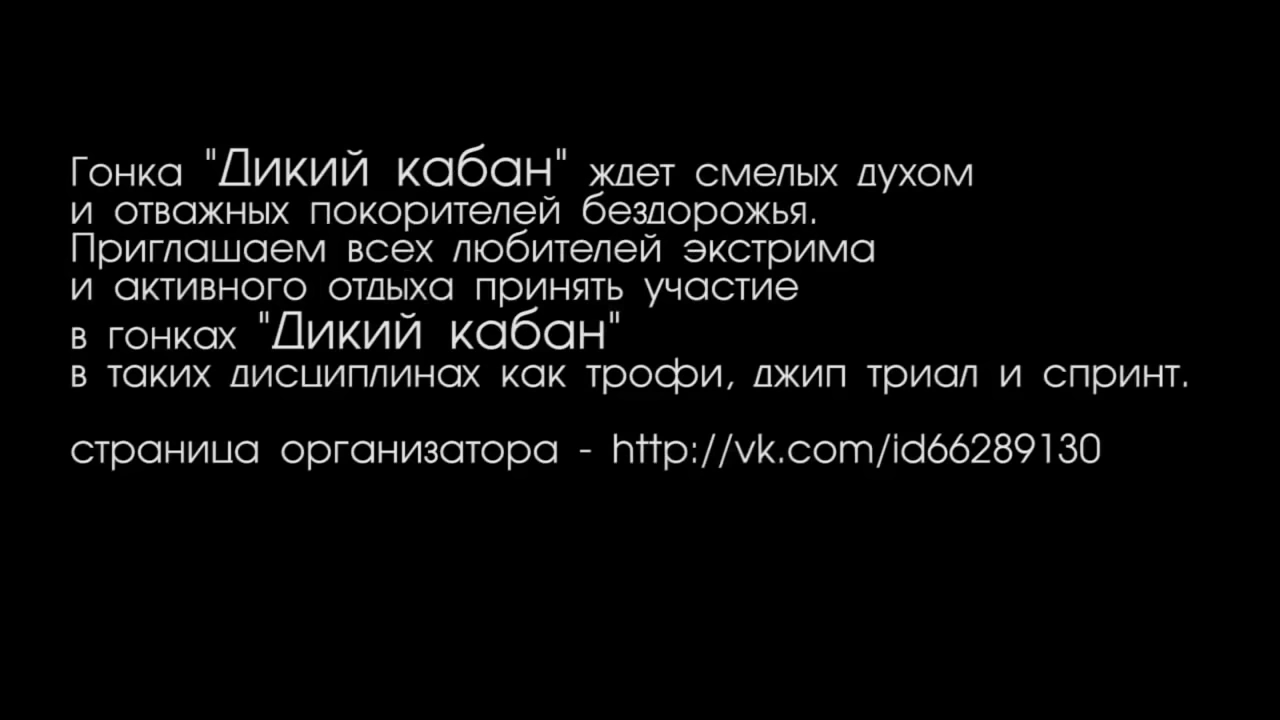 Гонка "Дикий кабан" ждет смелых духом
и отважных покорителей бездорожья.
Приглашаем всех любителей экстрима
и активного отдыха принять участие
в гонках "Дикий кабан"
в таких дисциплинах как трофи, джип триал и спринт.
страница организатора - http://vk.com/id66289130